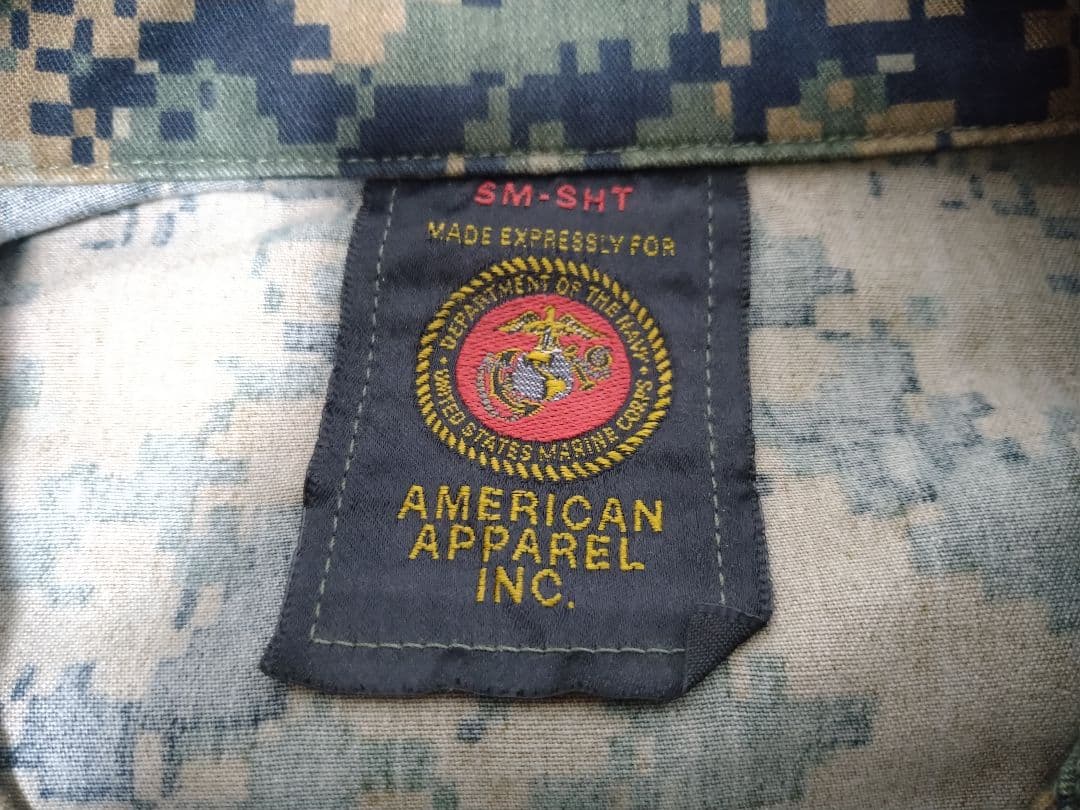 SM-SHT
MADE EXPRESSLY FOR
DEPARTMENT OF THE NAVY
UNITED STATES MARINE CORPS
AMERICAN
APPAREL
INC.